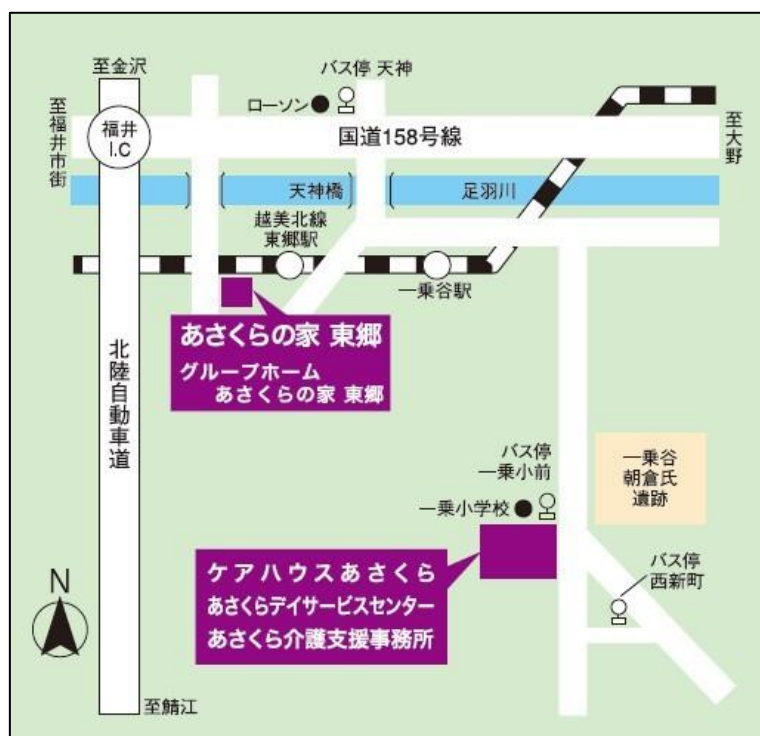 至金沢
バス停 天神
ローソン
至福井市街
福井
I.C
国道158号線
至大野
天神橋
足羽川
越美北線
東郷駅
一乗谷駅
あさくらの家 東郷
グループホーム
あさくらの家 東郷
北陸自動車道
バス停
一乗小前
一乗小学校
一乗谷
朝倉氏
遺跡
ケアハウスあさくら
あさくらデイサービスセンター
あさくら介護支援事務所
バス停
西新町
N
至鯖江